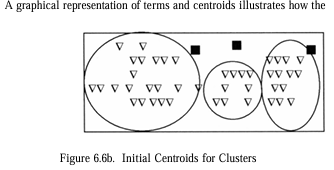 A graphical representation of terms and centroids illustrates how the
Figure 6.6b. Initial Centroids for Clusters